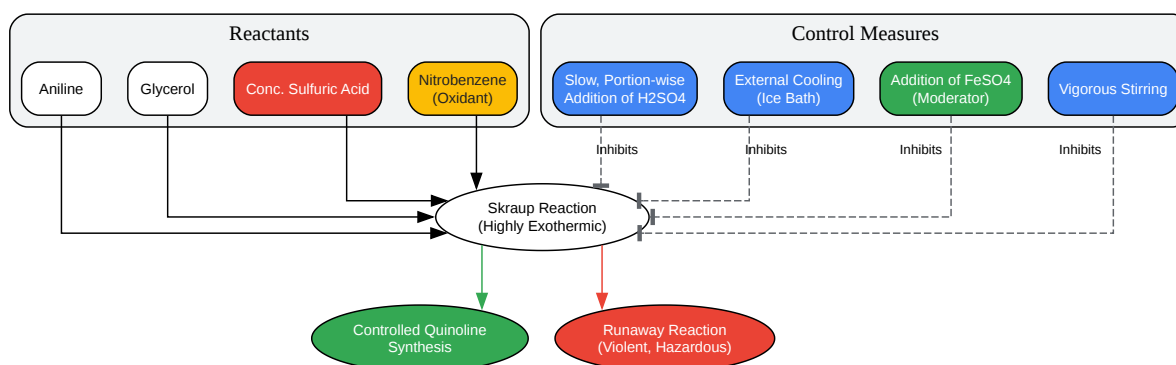 Reactants
Control Measures
Aniline
Glycerol
Conc. Sulfuric Acid
Nitrobenzene
(Oxidant)
Slow, Portion-wise
Addition of H2SO4
External Cooling
(Ice Bath)
Addition of FeSO4
(Moderator)
Vigorous Stirring
Inhibits
Inhibits
Inhibits
Inhibits
Skraup Reaction
(Highly Exothermic)
Controlled Quinoline
Synthesis
Runaway Reaction
(Violent, Hazardous)